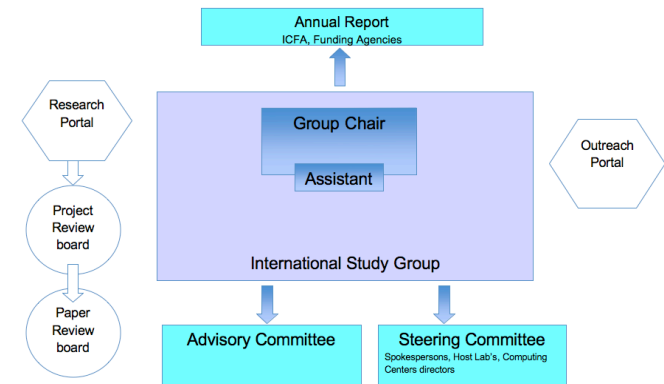 Annual Report
ICFA, Funding Agencies
Research
Portal
Group Chair
Assistant
Outreach
Portal
Project
Review
board
International Study Group
Paper
Review
board
Advisory Committee
Steering Committee
Spokespersons, Host Lab's, Computing
Centers directors